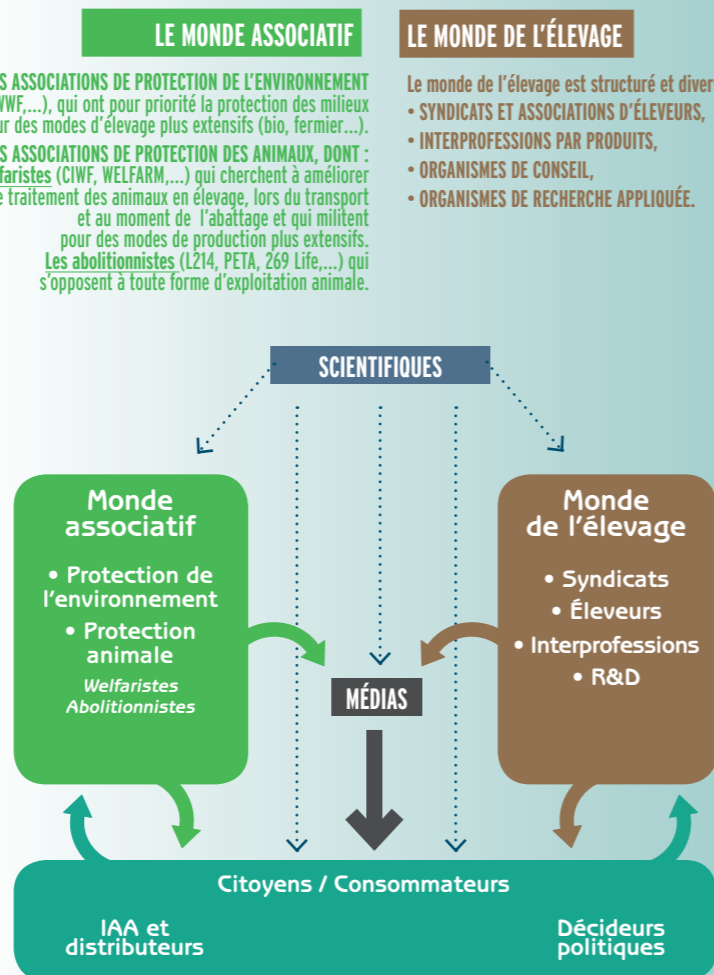 LE MONDE ASSOCIATIF
ASSOCIATIONS DE PROTECTION DE L'ENVIRONNEMENT
WWF,...), qui ont pour priorité la protection des milieux
des modes d'élevage plus extensifs (bio, fermier...).
ASSOCIATIONS DE PROTECTION DES ANIMAUX, DONT :
(CIWF, WELFARM,...) qui cherchent à améliorer
traitement des animaux en élevage, lors du transport
et au moment de l'abattage et qui militent
pour des modes de production plus extensifs.
Les abolitionnistes (L214, PETA, 269 Life,...) qui
s'opposent à toute forme d'exploitation animale.
LE MONDE DE L'ÉLEVAGE
Le monde de l'élevage est structuré et
• SYNDICATS ET ASSOCIATIONS D'ÉLEVEURS,
• INTERPROFESSIONS PAR PRODUITS,
• ORGANISMES DE CONSEIL,
• ORGANISMES DE RECHERCHE APPLIQUÉE.
SCIENTIFIQUES
Monde
associatif
• Protection de
l'environnement
• Protection
animale
Welfaristes
Abolitionnistes
MÉDIAS
Monde
de l'élevage
• Syndicats
• Éleveurs
• Interprofessions
• R&D
Citoyens / Consommateurs
IAA et
distributeurs
Décideurs
politiques